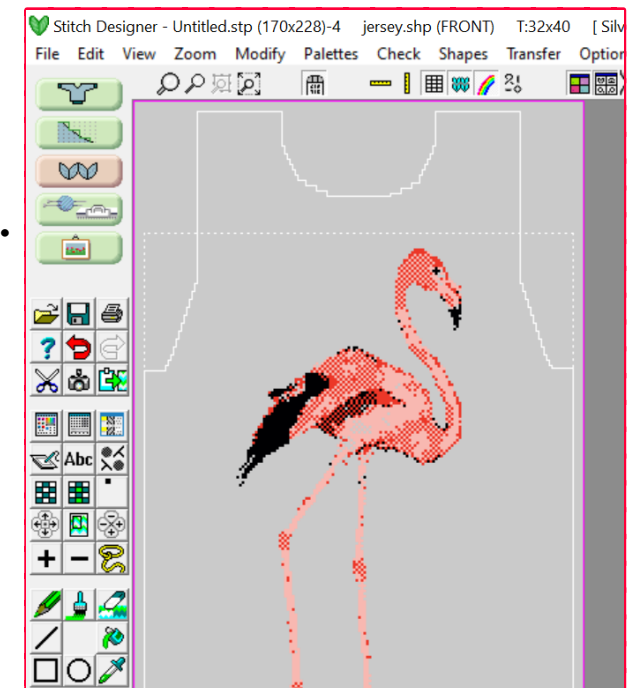 Stitch Designer - Untitled.stp (170x228)-4 jersey.shp (FRONT) T:32x40 [ Silv
File Edit View Zoom Modify Palettes Check Shapes Transfer Option
Abc